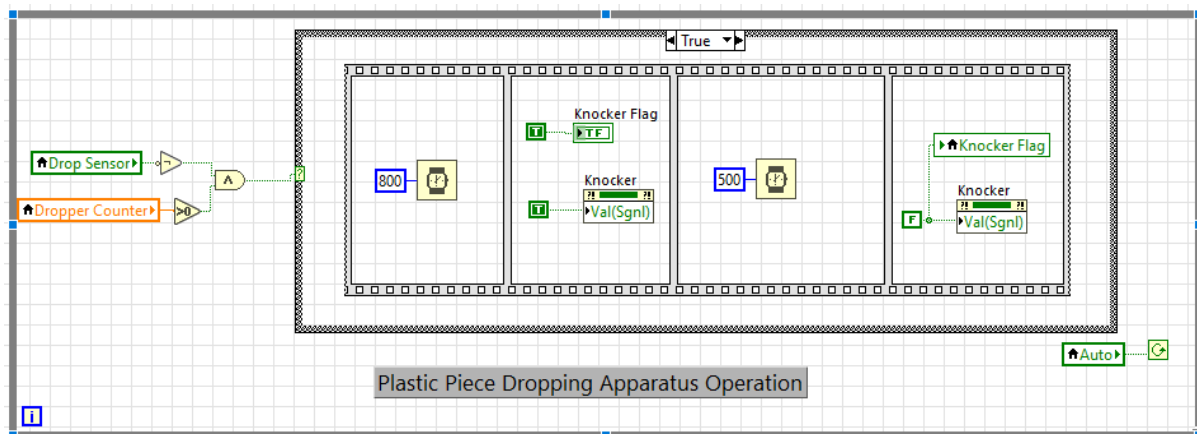 True
Knocker Flag
T
TF
Drop Sensor
Knocker Flag
800
Knocker
500
Knocker
?!
?!
?!
?!
Dropper Counter
>0
T
Val(Sgnl)
F
Val(Sgnl)
?
Auto
Plastic Piece Dropping Apparatus Operation
i